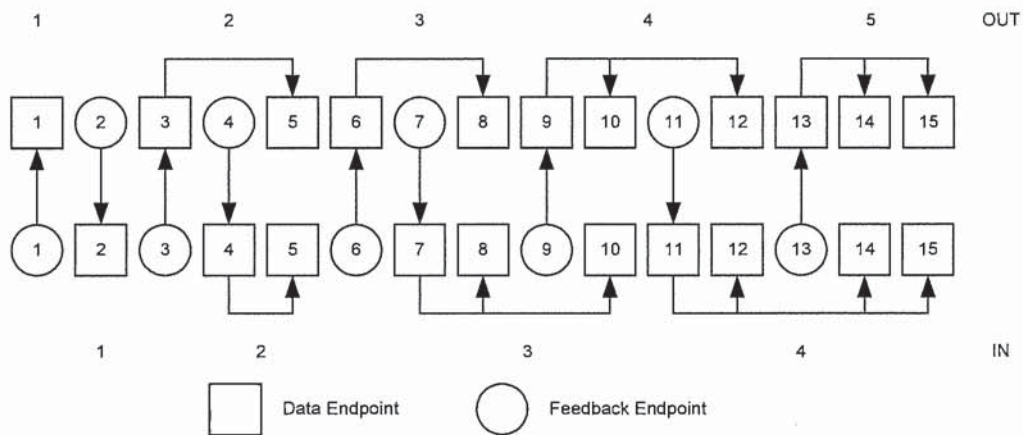 1 2 3 4 5 OUT
1 2 3 4 5 6 7 8 9 10 11 12 13 14 15
1 2 3 4 5 6 7 8 9 10 11 12 13 14 15
1 2 3 4 IN
Data Endpoint Feedback Endpoint